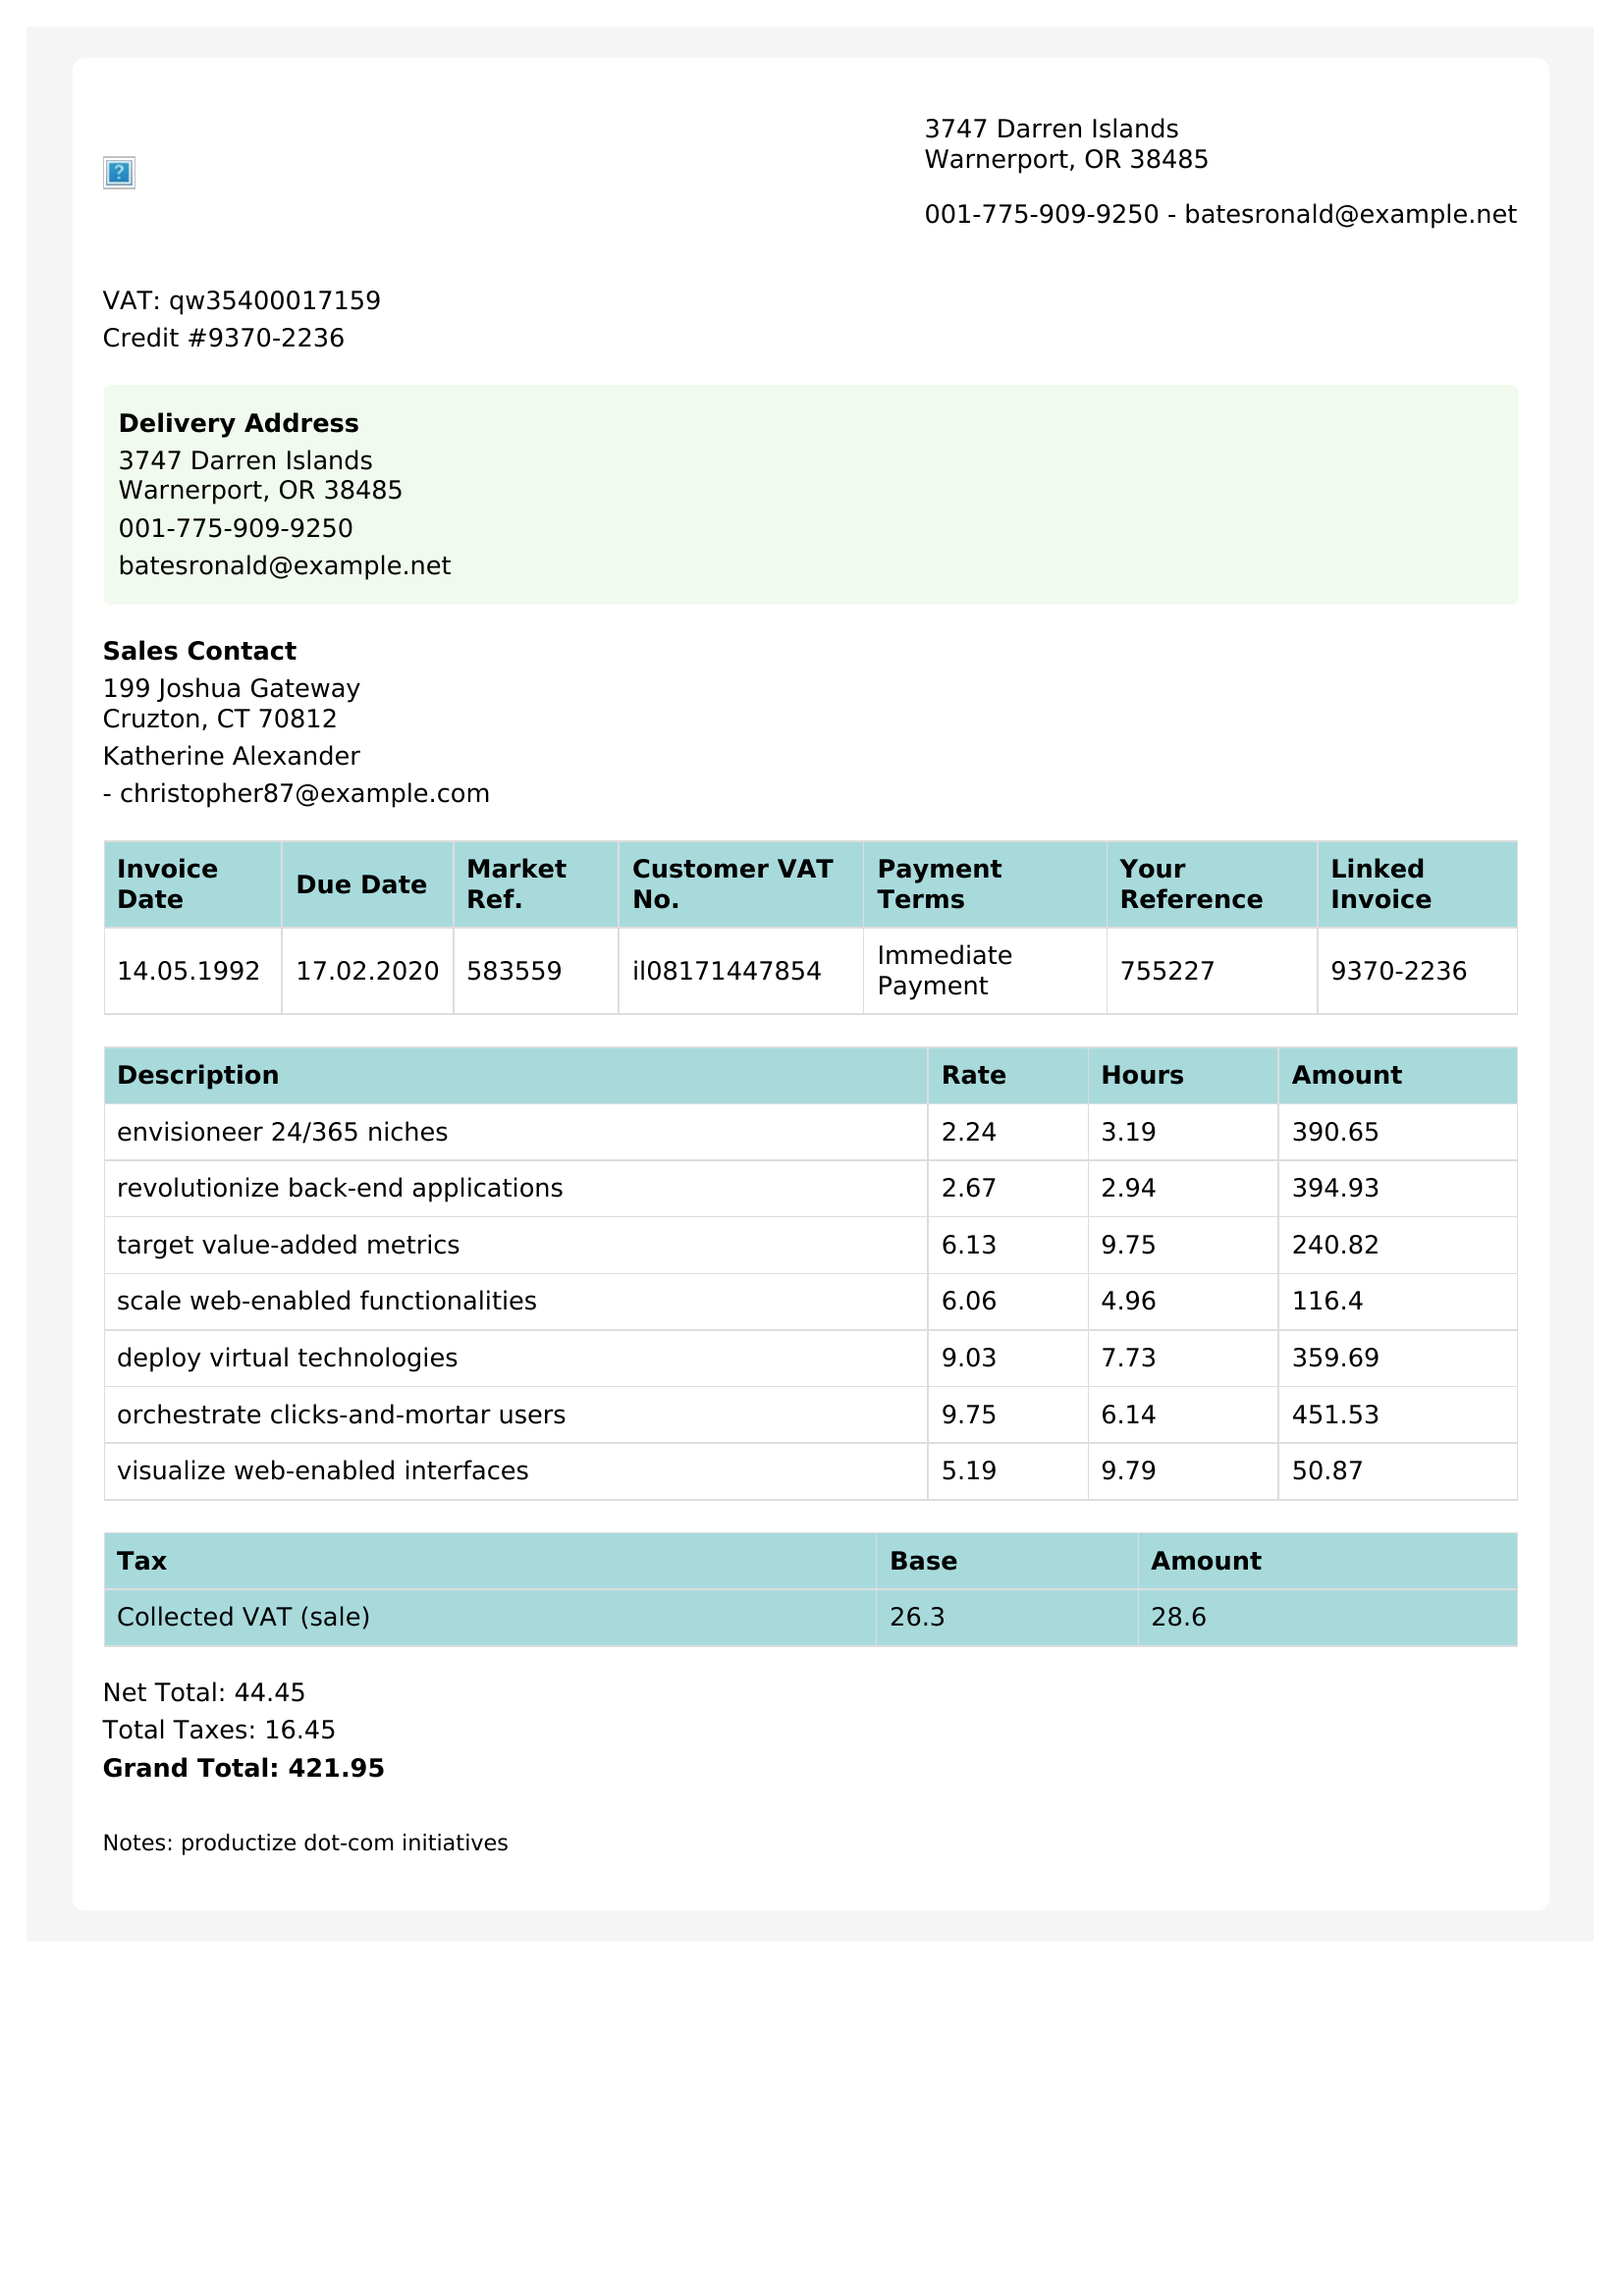 3747 Darren Islands
Warnerport, OR 38485
001-775-909-9250 - batesronald@example.net
VAT: qw35400017159
Credit #9370-2236
Delivery Address
3747 Darren Islands
Warnerport, OR 38485
001-775-909-9250
batesronald@example.net
Sales Contact
199 Joshua Gateway
Cruzton, CT 70812
Katherine Alexander
- christopher87@example.com
Invoice Date Due Date Market Ref. Customer VAT No. Payment Terms Your Reference Linked Invoice
14.05.1992 17.02.2020 583559 il08171447854 Immediate Payment 755227 9370-2236
Description Rate Hours Amount
envisioneer 24/365 niches 2.24 3.19 390.65
revolutionize back-end applications 2.67 2.94 394.93
target value-added metrics 6.13 9.75 240.82
scale web-enabled functionalities 6.06 4.96 116.4
deploy virtual technologies 9.03 7.73 359.69
orchestrate clicks-and-mortar users 9.75 6.14 451.53
visualize web-enabled interfaces 5.19 9.79 50.87
Tax Base Amount
Collected VAT (sale) 26.3 28.6
Net Total: 44.45
Total Taxes: 16.45
Grand Total: 421.95
Notes: productize dot-com initiatives